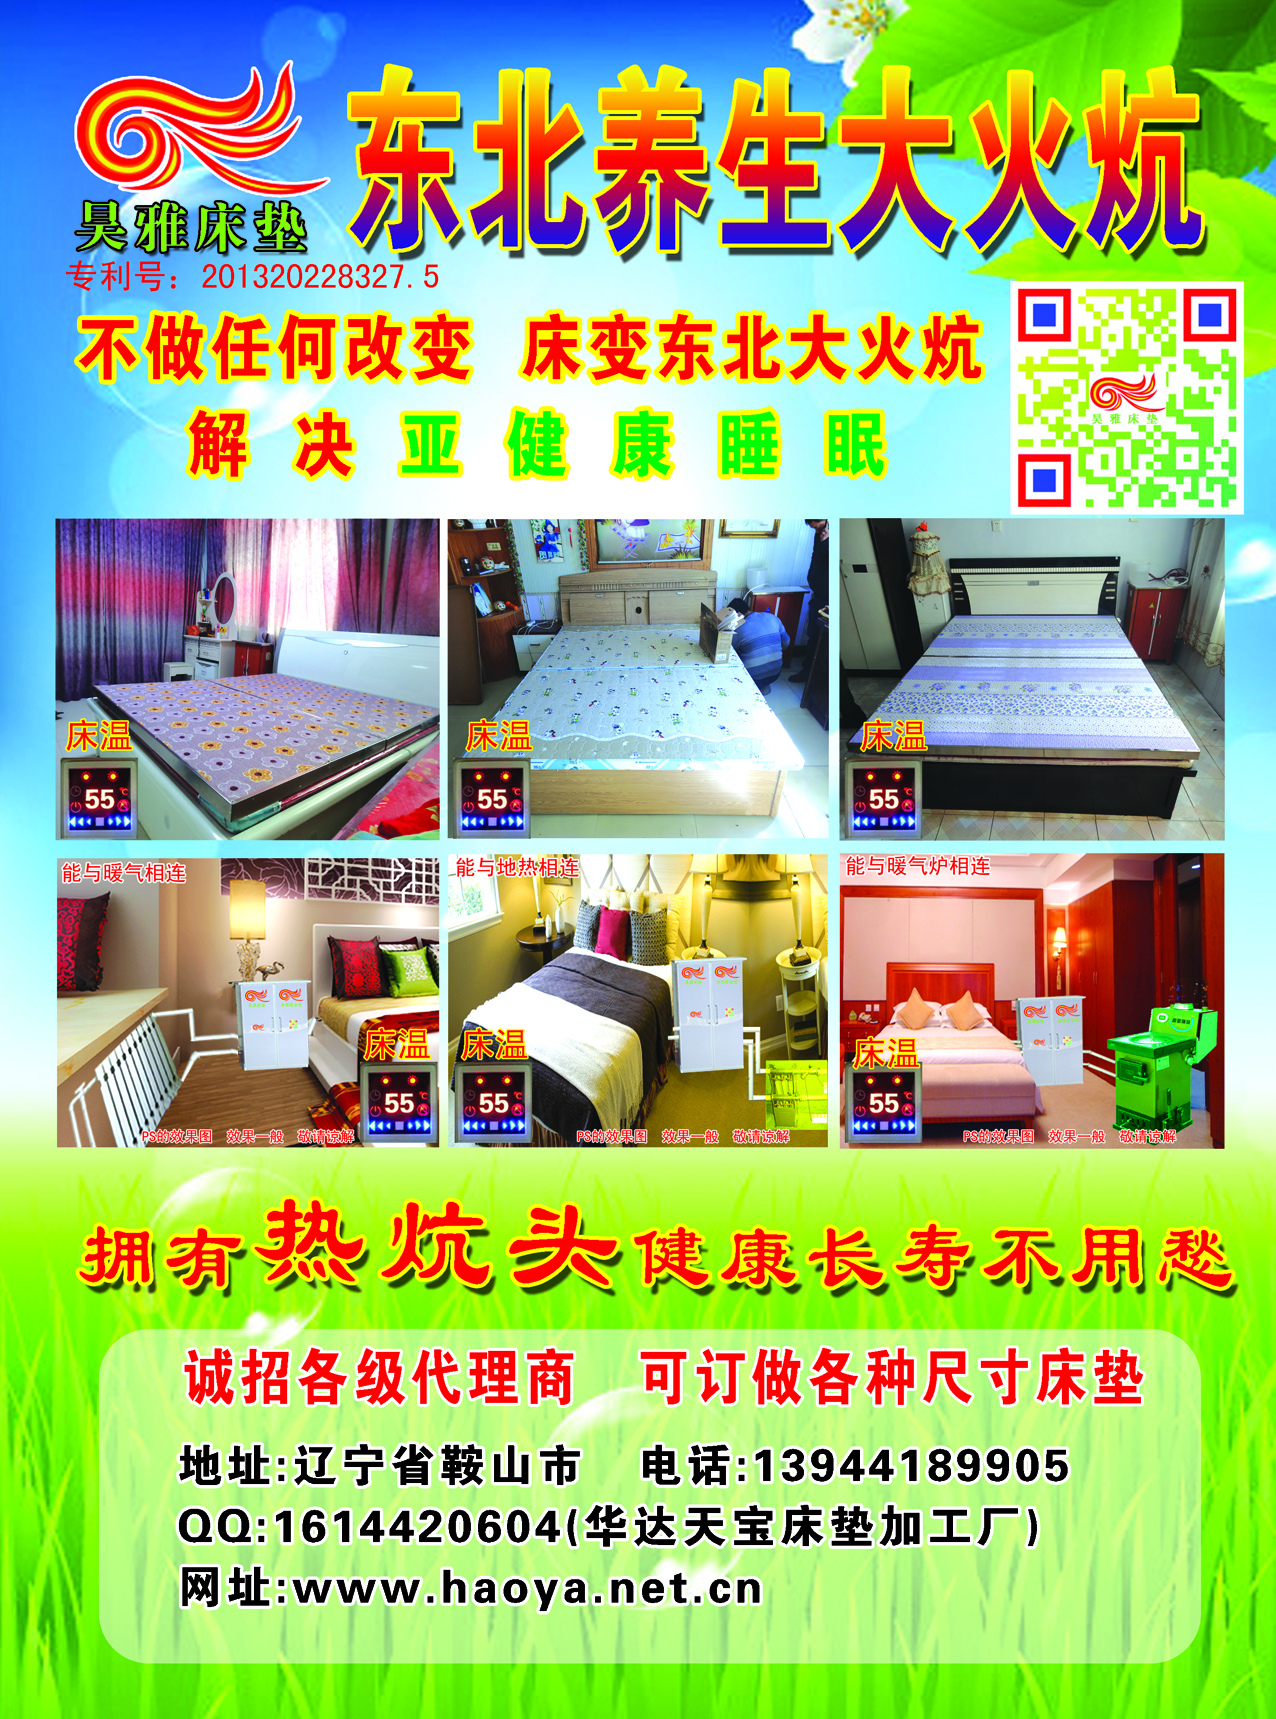 东北养生大火炕
昊雅床垫
专利号：201320228327.5
不做任何改变 床变东北大火炕
解决亚健康睡眠
昊雅床垫
床温
55
床温
55
床温
55
能与暖气相连
床温
55
PS的效果图 效果一般 敬请谅解
能与地热相连
床温
55
PS的效果图 效果一般 敬请谅解
能与暖气炉相连
床温
55
PS的效果图 效果一般 敬请谅解
拥有热炕头健康长寿不用愁
诚招各级代理商 可订做各种尺寸床垫
地址:辽宁省鞍山市 电话:13944189905
QQ:1614420604(华达天宝床垫加工厂)
网址:www.haoya.net.cn